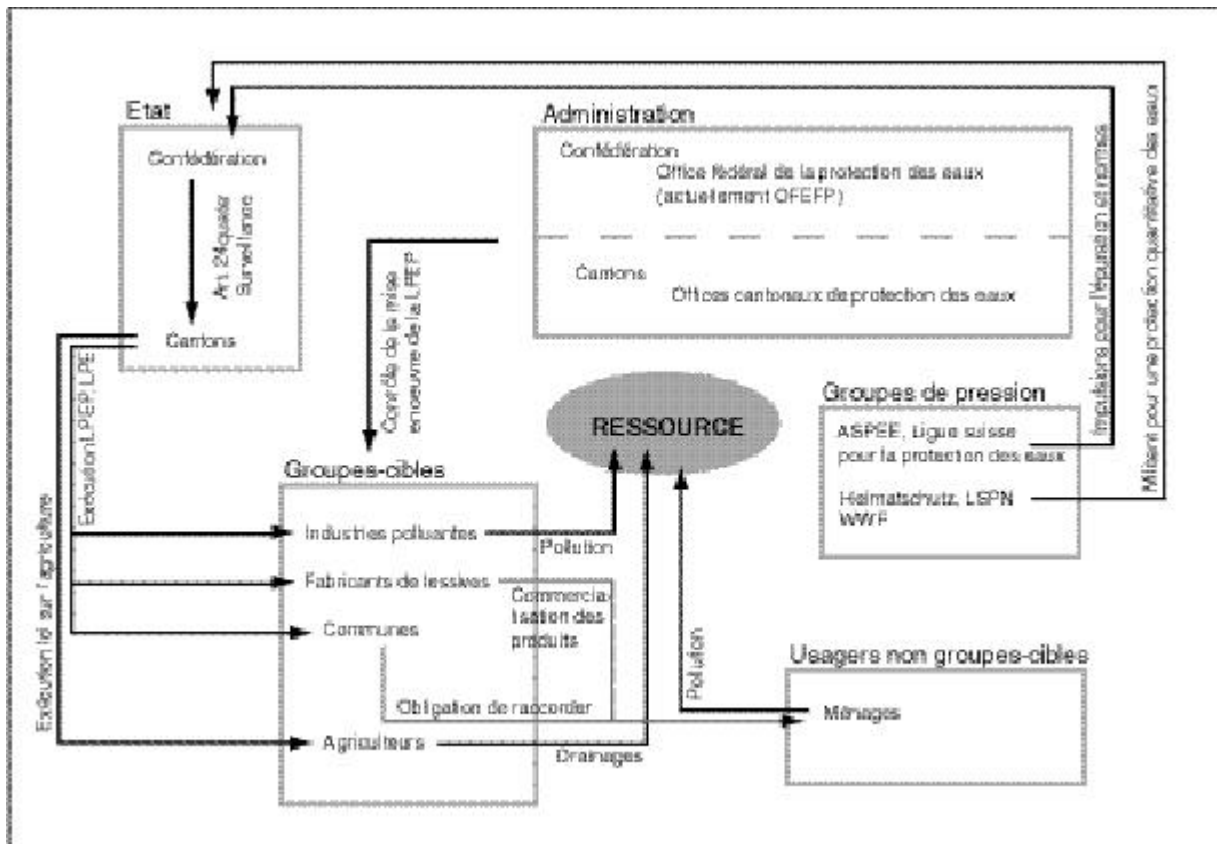 Etat
Confédération
Art. 24quater
Surveillance
Cantons
Administration
Confédération
Office fédéral de la protection des eaux
(actuellement OFEFP)
Cantons
Offices cantonaux de protection des eaux
Contrôle de la mise
en oeuvre de la LPEP
Exécution LPEP, LPE
Exécution loi sur l'agriculture
RESSOURCE
Groupes de pression
ASPEE, Ligue suisse
pour la protection des eaux
Heimatschutz, LSPN
WWF
Impulsions pour l'épuration et normes
Militent pour une protection quantitative des eaux
Groupes-cibles
Industries polluantes
Pollution
Fabricants de lessives
Commercia-
lisation des
produits
Communes
Obligation de raccorder
Agriculteurs
Drainages
Pollution
Usagers non groupes-cibles
Ménages